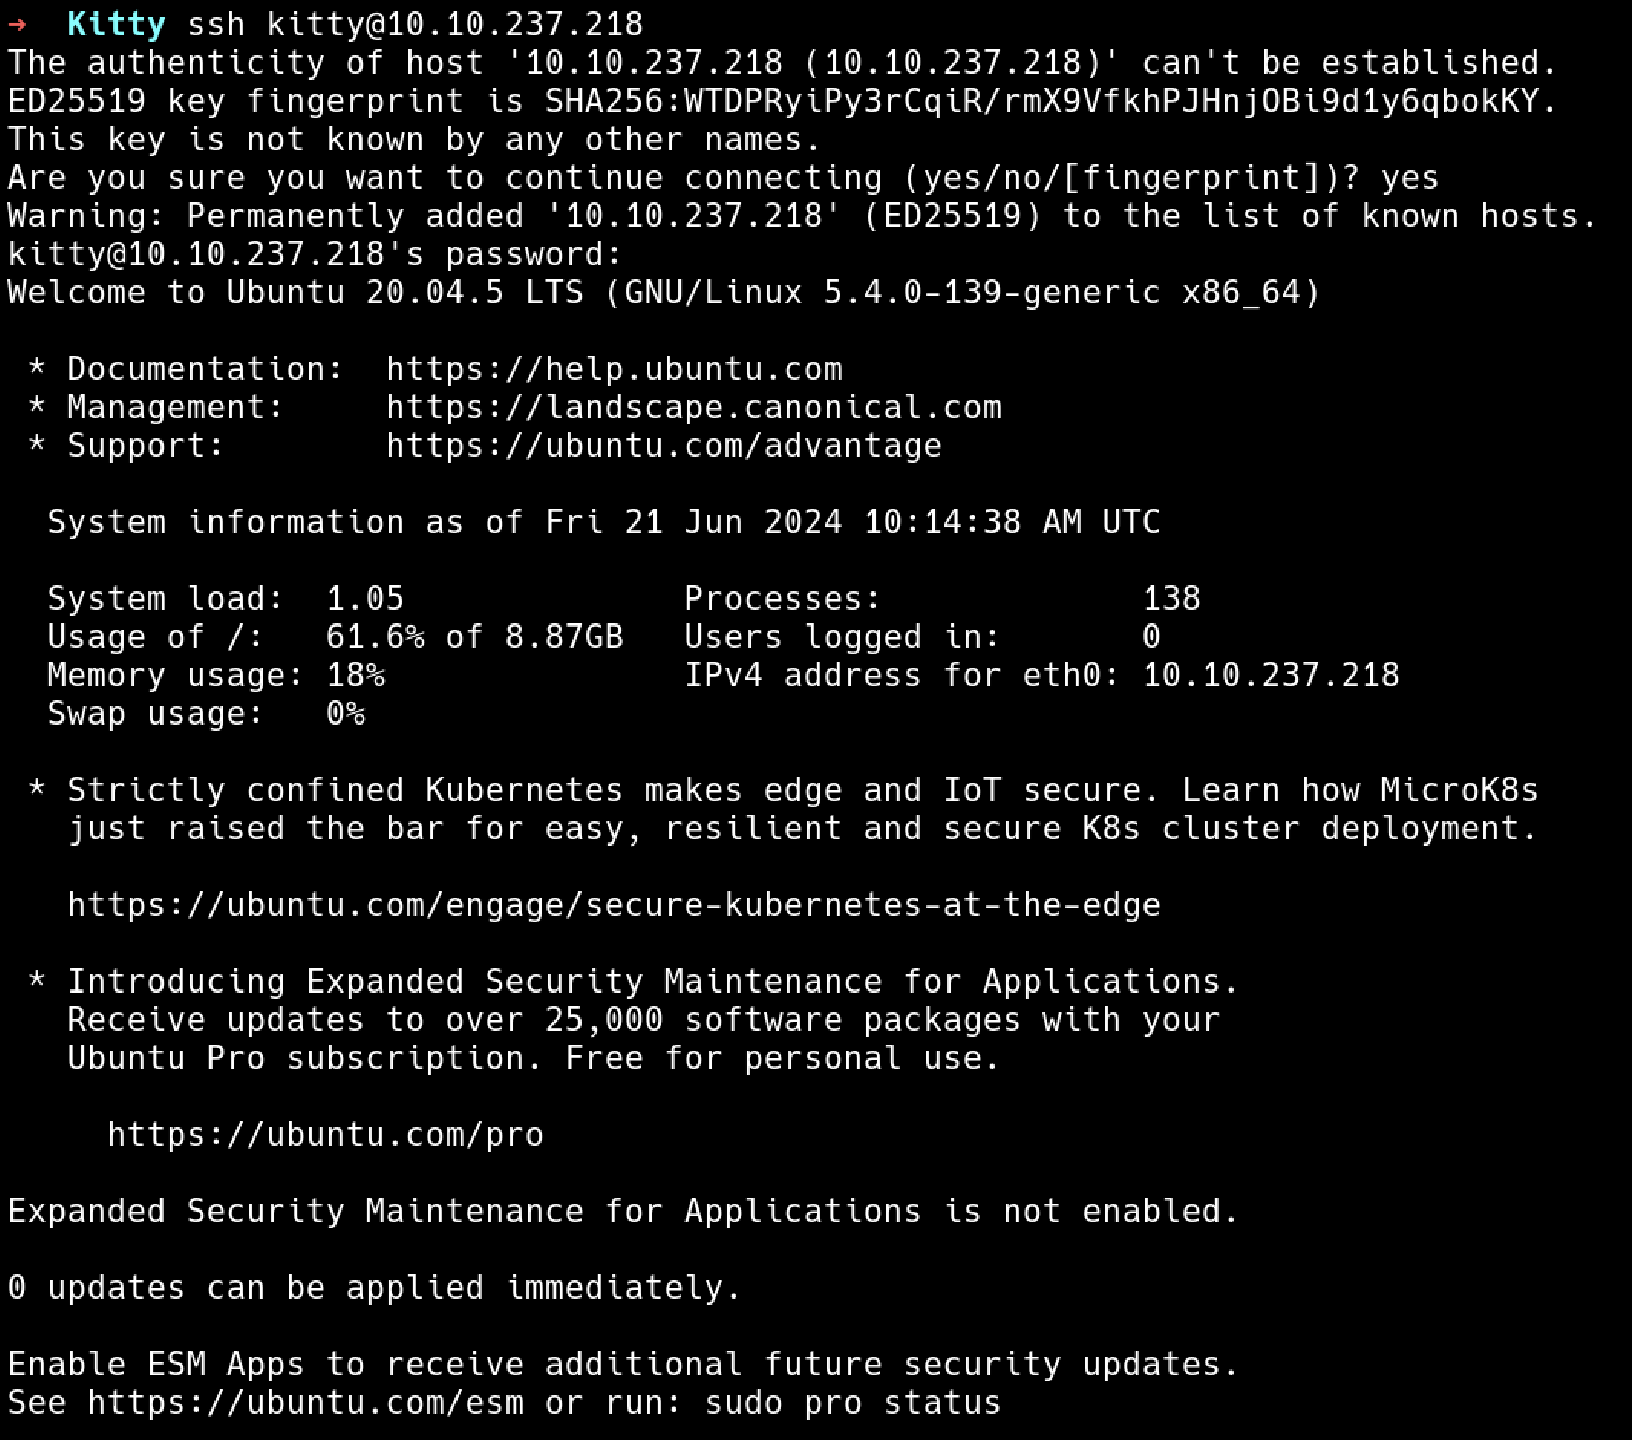 →  Kitty ssh kitty@10.10.237.218
The authenticity of host '10.10.237.218 (10.10.237.218)' can't be established.
ED25519 key fingerprint is SHA256:WTDPRyiPy3rCqiR/rmX9VfkhPJHnjOBi9d1y6qbokKY.
This key is not known by any other names.
Are you sure you want to continue connecting (yes/no/[fingerprint])? yes
Warning: Permanently added '10.10.237.218' (ED25519) to the list of known hosts.
kitty@10.10.237.218's password:
Welcome to Ubuntu 20.04.5 LTS (GNU/Linux 5.4.0-139-generic x86_64)

 * Documentation:  https://help.ubuntu.com
 * Management:     https://landscape.canonical.com
 * Support:        https://ubuntu.com/advantage

  System information as of Fri 21 Jun 2024 10:14:38 AM UTC

  System load:  1.05              Processes:             138
  Usage of /:   61.6% of 8.87GB   Users logged in:       0
  Memory usage: 18%               IPv4 address for eth0: 10.10.237.218
  Swap usage:   0%

 * Strictly confined Kubernetes makes edge and IoT secure. Learn how MicroK8s
   just raised the bar for easy, resilient and secure K8s cluster deployment.

   https://ubuntu.com/engage/secure-kubernetes-at-the-edge

 * Introducing Expanded Security Maintenance for Applications.
   Receive updates to over 25,000 software packages with your
   Ubuntu Pro subscription. Free for personal use.

     https://ubuntu.com/pro

Expanded Security Maintenance for Applications is not enabled.

0 updates can be applied immediately.

Enable ESM Apps to receive additional future security updates.
See https://ubuntu.com/esm or run: sudo pro status